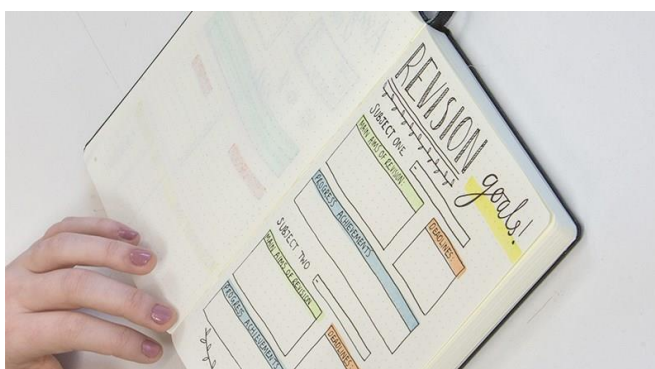 REVISION
goals!
SUBJECT ONE
MAIN AIMS OF REVISION:
DEADLINES:
PROGRESS ACHIEVEMENTS
SUBJECT TWO
MAIN AIMS OF REVISION
DEADLINES:
PROGRESS ACHIEVEMENTS